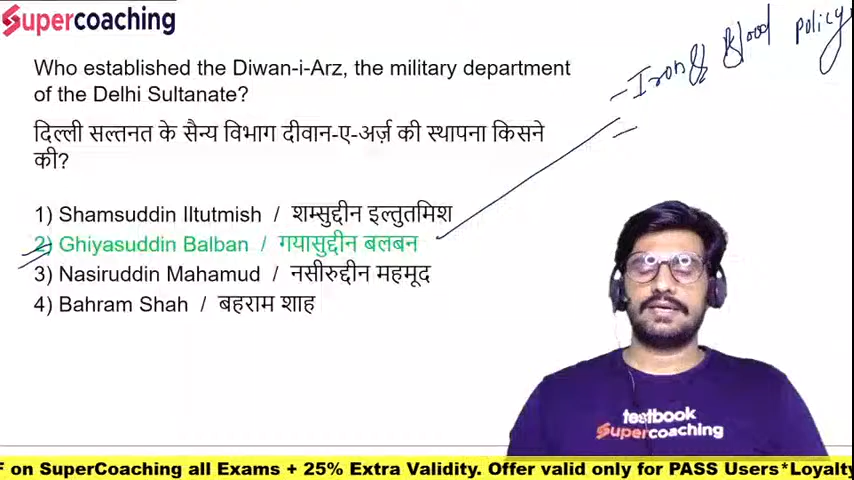 Supercoaching
Iron & Blood Policy
Who established the Diwan-i-Arz, the military department
of the Delhi Sultanate?
दिल्ली सल्तनत के सैन्य विभाग दीवान-ए-अर्ज़ की स्थापना किसने
की?
1) Shamsuddin Iltutmish / शम्सुद्दीन इल्तुतमिश
2) Ghiyasuddin Balban / गयासुद्दीन बलबन
3) Nasiruddin Mahamud / नसीरुद्दीन महमूद
4) Bahram Shah / बहराम शाह
testbook
Supercoaching
F on SuperCoaching all Exams + 25% Extra Validity. Offer valid only for PASS Users*Loyalty